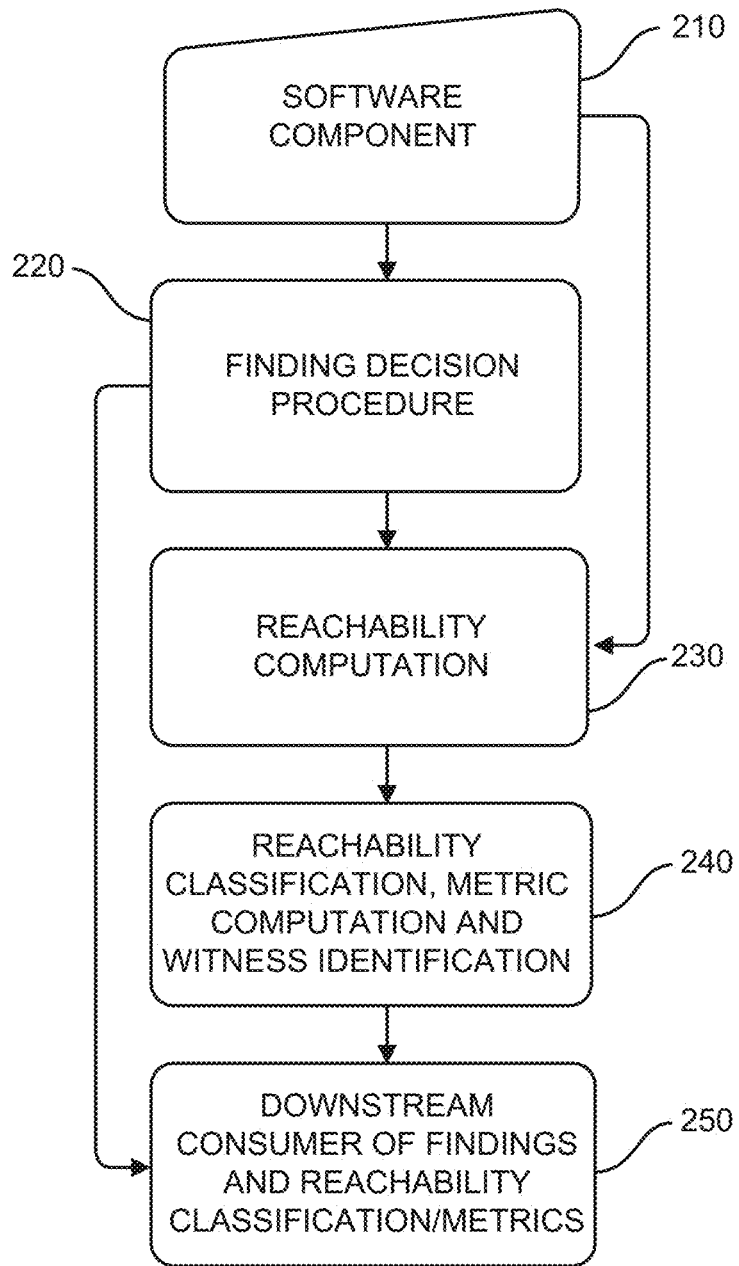 210
SOFTWARE
COMPONENT
220
FINDING DECISION
PROCEDURE
REACHABILITY
COMPUTATION
230
REACHABILITY
CLASSIFICATION, METRIC
COMPUTATION AND
WITNESS IDENTIFICATION
240
DOWNSTREAM
CONSUMER OF FINDINGS
AND REACHABILITY
CLASSIFICATION/METRICS
250